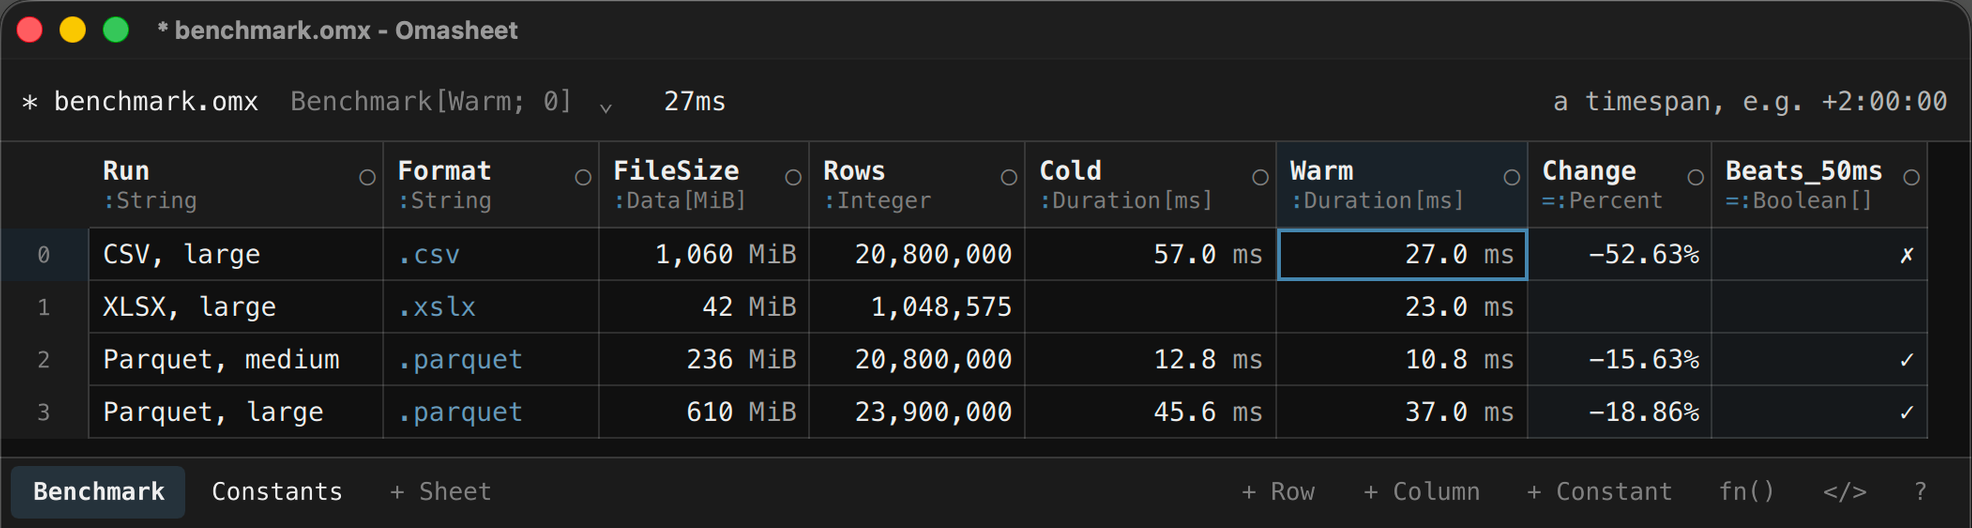 * benchmark.omx - Omasheet
* benchmark.omx Benchmark[Warm; 0] ⌄ 27ms a timespan, e.g. +2:00:00
Run ○ Format ○ FileSize ○ Rows ○ Cold ○ Warm ○ Change ○ Beats_50ms ○
:String :String :Data[MiB] :Integer :Duration[ms] :Duration[ms] =:Percent =:Boolean[]
0 CSV, large .csv 1,060 MiB 20,800,000 57.0 ms 27.0 ms −52.63% ✗
1 XLSX, large .xslx 42 MiB 1,048,575 23.0 ms
2 Parquet, medium .parquet 236 MiB 20,800,000 12.8 ms 10.8 ms −15.63% ✓
3 Parquet, large .parquet 610 MiB 23,900,000 45.6 ms 37.0 ms −18.86% ✓
Benchmark Constants + Sheet + Row + Column + Constant fn() </> ?